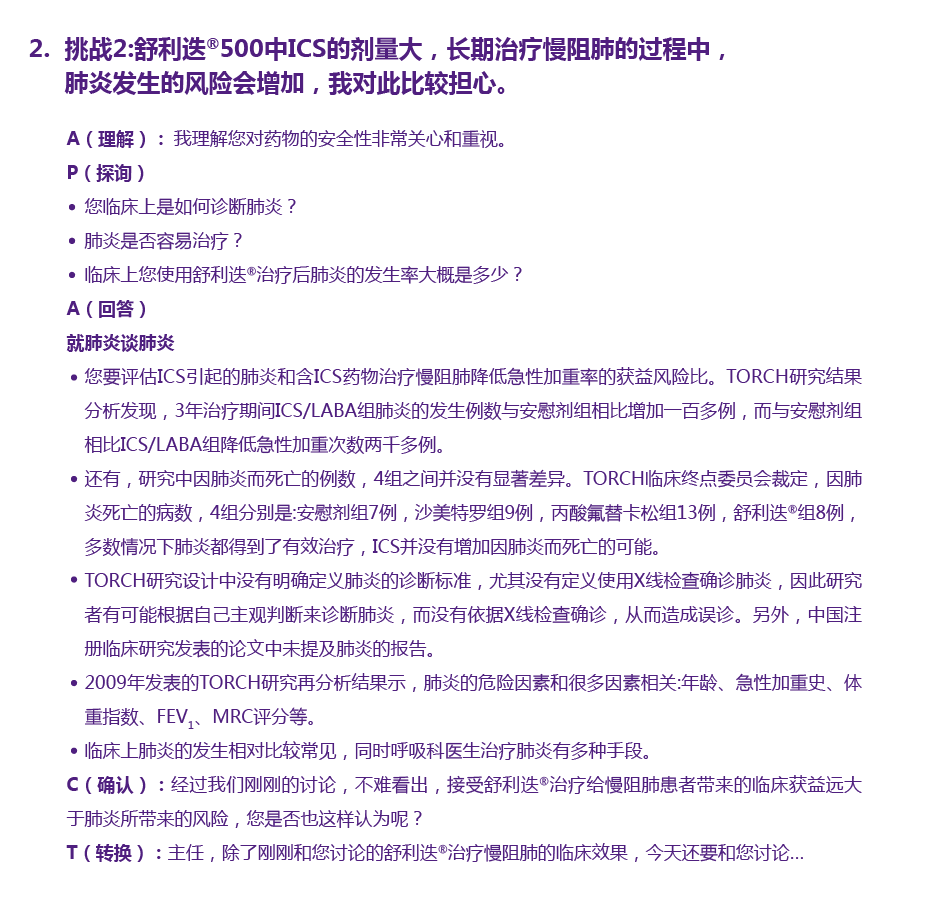 2. 挑战2:舒利迭®500中ICS的剂量大，长期治疗慢阻肺的过程中，
肺炎发生的风险会增加，我对此比较担心。
A（理解）：我理解您对药物的安全性非常关心和重视。
P（探询）
• 您临床上是如何诊断肺炎？
• 肺炎是否容易治疗？
• 临床上您使用舒利迭®治疗后肺炎的发生率大概是多少？
A（回答）
就肺炎谈肺炎
• 您要评估ICS引起的肺炎和含ICS药物治疗慢阻肺降低急性加重率的获益风险比。TORCH研究结果
分析发现，3年治疗期间ICS/LABA组肺炎的发生例数与安慰剂组相比增加一百多例，而与安慰剂组
相比ICS/LABA组降低急性加重次数两千多例。
• 还有，研究中因肺炎而死亡的例数，4组之间并没有显著差异。TORCH临床终点委员会裁定，因肺
炎死亡的病数，4组分别是:安慰剂组7例，沙美特罗组9例，丙酸氟替卡松组13例，舒利迭®组8例，
多数情况下肺炎都得到了有效治疗，ICS并没有增加因肺炎而死亡的可能。
• TORCH研究设计中没有明确定义肺炎的诊断标准，尤其没有定义使用X线检查确诊肺炎，因此研究
者有可能根据自己主观判断来诊断肺炎，而没有依据X线检查确诊，从而造成误诊。另外，中国注
册临床研究发表的论文中未提及肺炎的报告。
• 2009年发表的TORCH研究再分析结果示，肺炎的危险因素和很多因素相关:年龄、急性加重史、体
重指数、FEV₁、MRC评分等。
• 临床上肺炎的发生相对比较常见，同时呼吸科医生治疗肺炎有多种手段。
C（确认）：经过我们刚刚的讨论，不难看出，接受舒利迭®治疗给慢阻肺患者带来的临床获益远大
于肺炎所带来的风险，您是否也这样认为呢？
T（转换）：主任，除了刚刚和您讨论的舒利迭®治疗慢阻肺的临床效果，今天还要和您讨论...